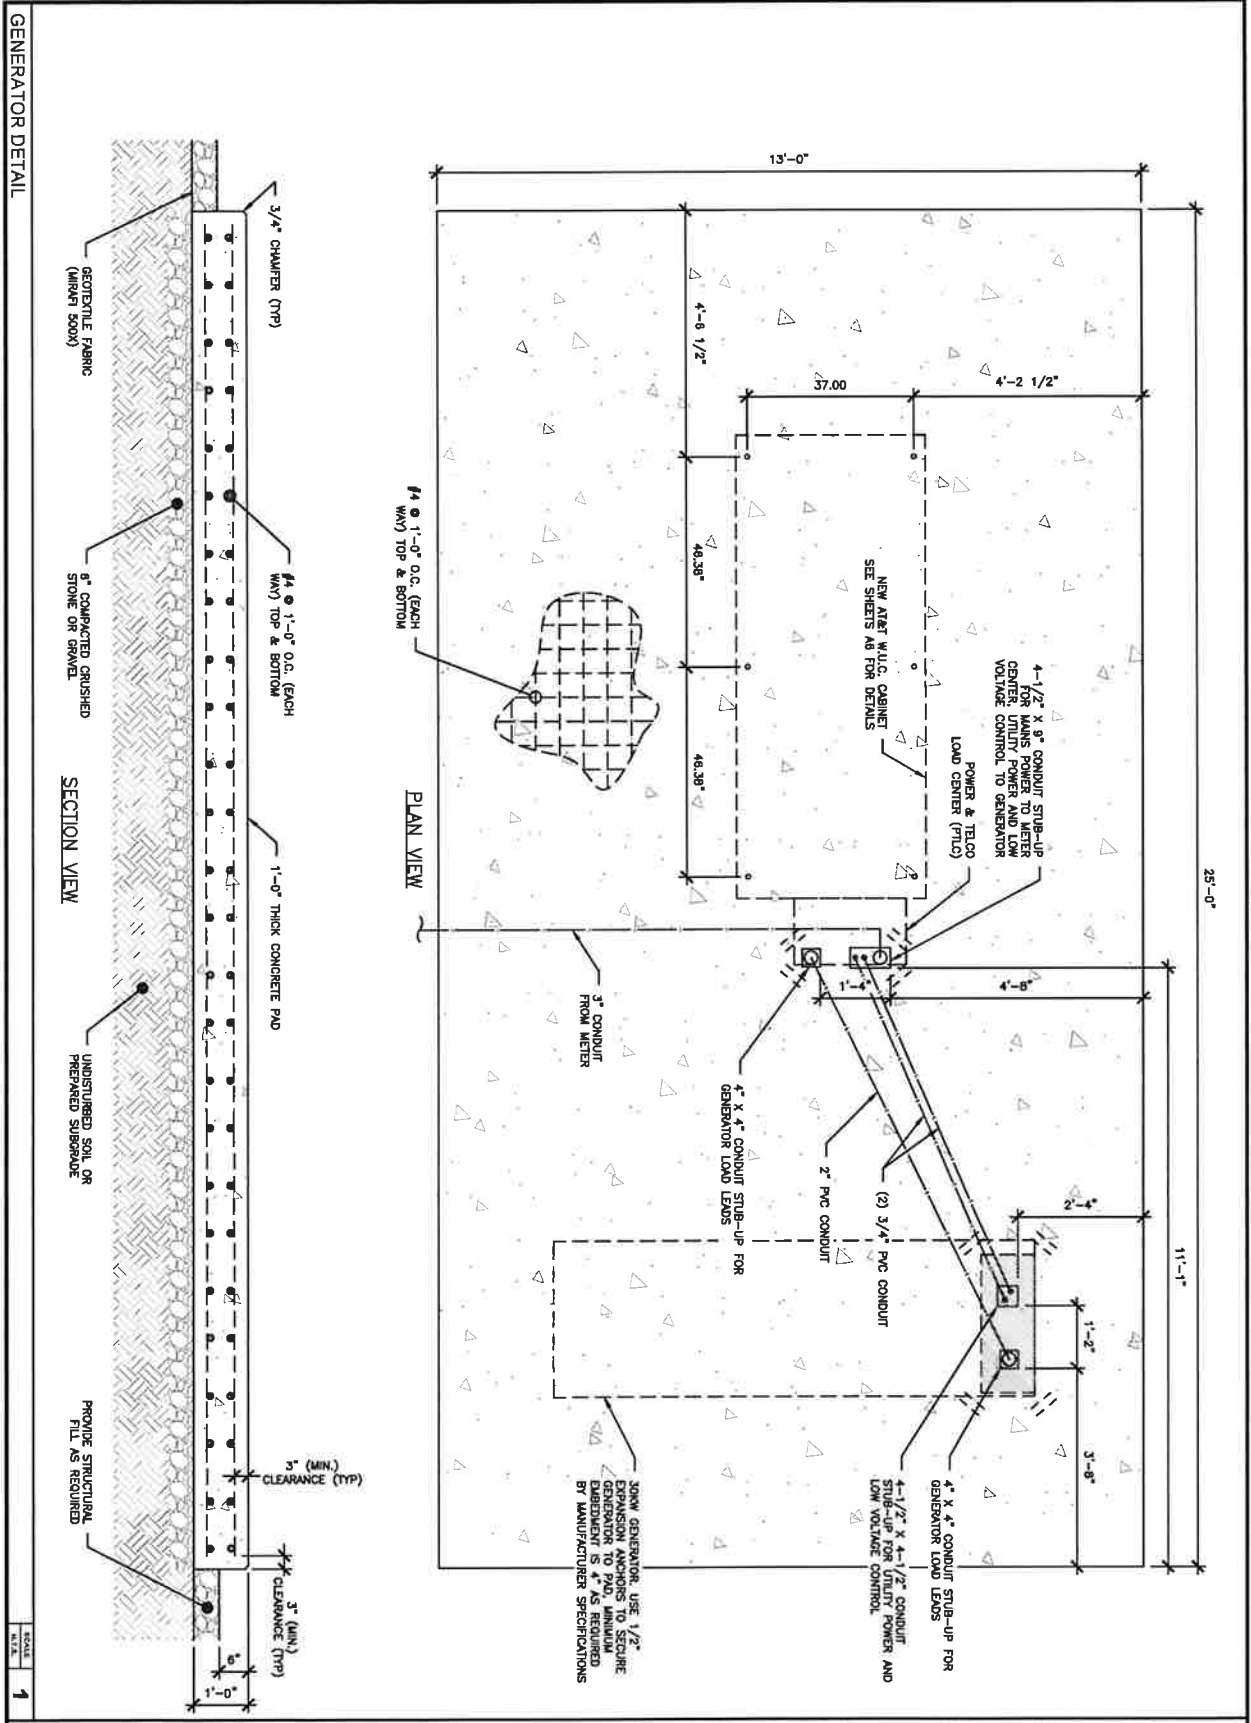 25'-0"
11'-1"
13'-0"
4'-2 1/2"
37.00
4'-6 1/2"
46.38"
46.38"
4'-8"
1'-4"
2'-4"
1'-2"
3'-8"
4-1/2" X 9" CONDUIT STUB-UP
FOR MAINS POWER TO METER
CENTER, UTILITY POWER AND LOW
VOLTAGE CONTROL TO GENERATOR
POWER & TELCO
LOAD CENTER (PTLC)
NEW AT&T W.U.C. CABINET
SEE SHEETS A6 FOR DETAILS
#4 @ 1'-0" O.C. (EACH
WAY) TOP & BOTTOM
3" CONDUIT
FROM METER
4" X 4" CONDUIT STUB-UP FOR
GENERATOR LOAD LEADS
2" PVC CONDUIT
(2) 3/4" PVC CONDUIT
4" X 4" CONDUIT STUB-UP FOR
GENERATOR LOAD LEADS
4-1/2" X 4-1/2" CONDUIT
STUB-UP FOR UTILITY POWER AND
LOW VOLTAGE CONTROL
30KW GENERATOR. USE 1/2"
EXPANSION ANCHORS TO SECURE
GENERATOR TO PAD, MINIMUM
EMBEDMENT IS 4" AS REQUIRED
BY MANUFACTURER SPECIFICATIONS
PLAN VIEW
3/4" CHAMFER (TYP)
#4 @ 1'-0" O.C. (EACH
WAY) TOP & BOTTOM
1'-0" THICK CONCRETE PAD
3" (MIN.)
CLEARANCE (TYP)
3" (MIN.)
CLEARANCE (TYP)
6"
1'-0"
GEOTEXTILE FABRIC
(MIRAFI 500X)
8" COMPACTED CRUSHED
STONE OR GRAVEL
UNDISTURBED SOIL OR
PREPARED SUBGRADE
PROVIDE STRUCTURAL
FILL AS REQUIRED
SECTION VIEW
GENERATOR DETAIL
SCALE
N.T.S.
1